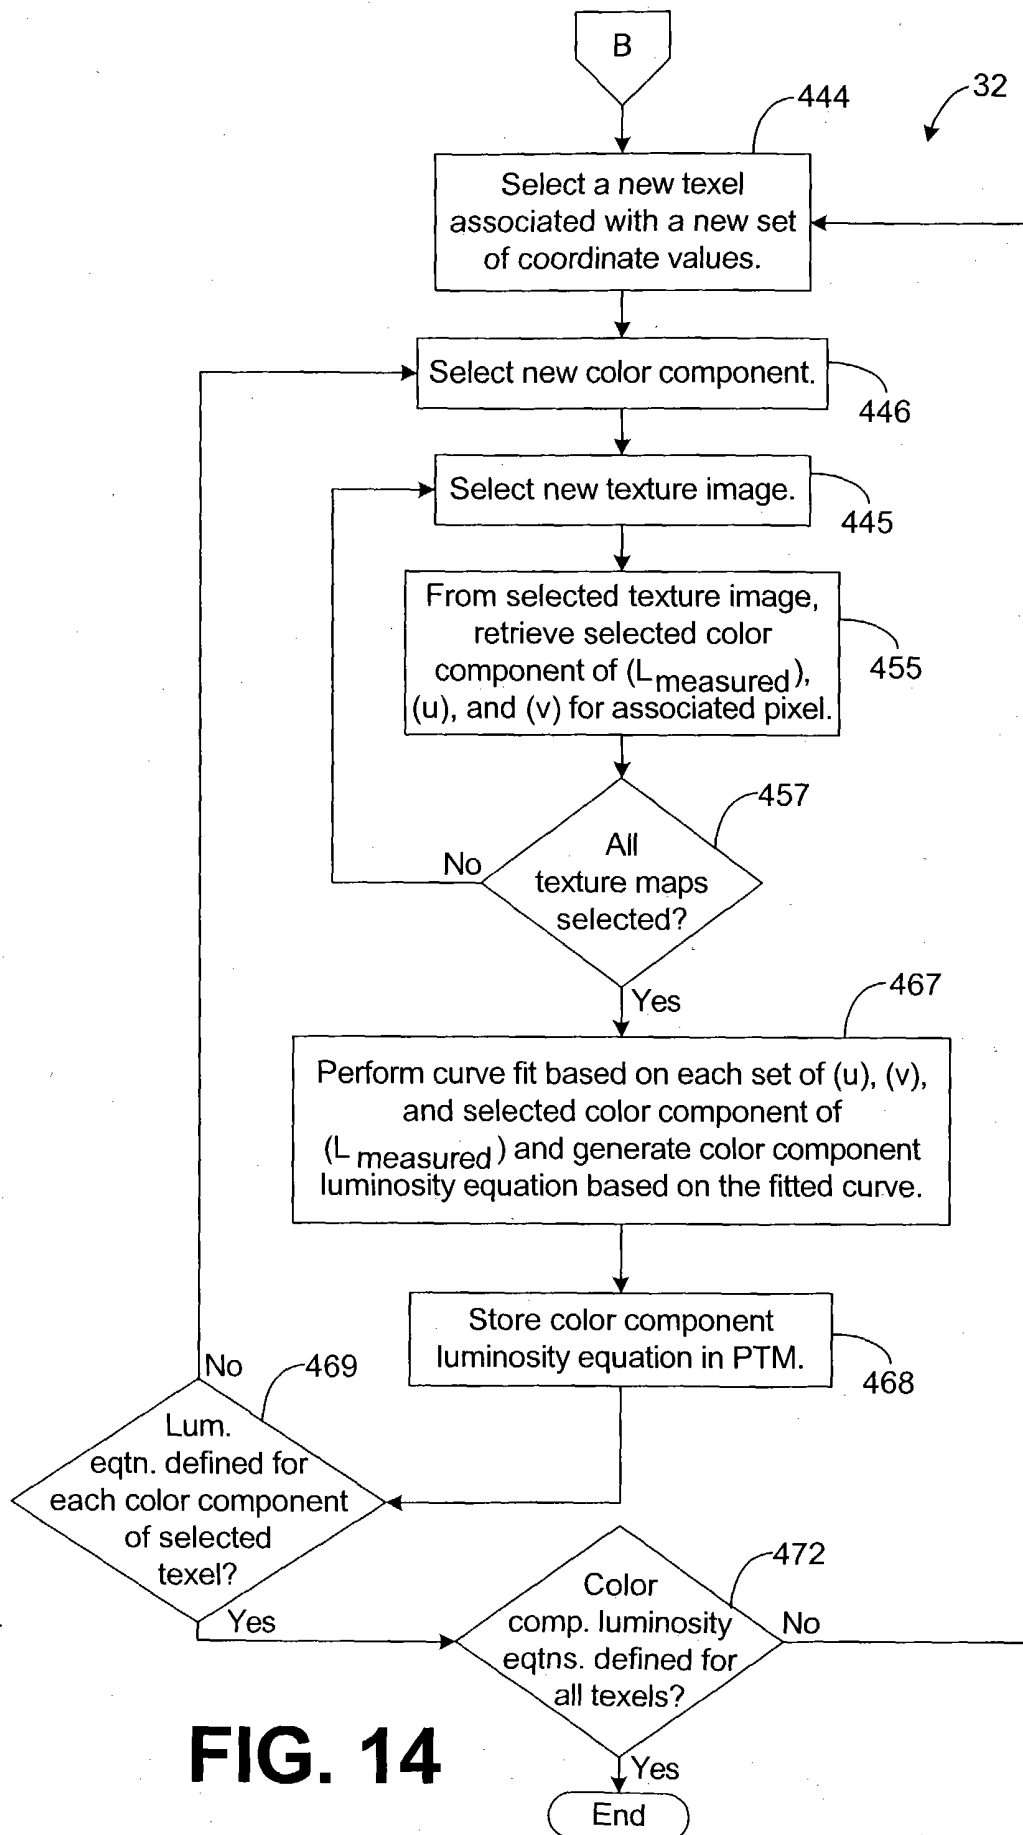 B
444
32
Select a new texel
associated with a new set
of coordinate values.
Select new color component.
446
Select new texture image.
445
From selected texture image,
retrieve selected color
component of (Lmeasured),
(u), and (v) for associated pixel.
455
457
All
texture maps
selected?
No
Yes
467
Perform curve fit based on each set of (u), (v),
and selected color component of
(Lmeasured) and generate color component
luminosity equation based on the fitted curve.
Store color component
luminosity equation in PTM.
468
No
469
Lum.
eqtn. defined for
each color component
of selected
texel?
Yes
472
Color
comp. luminosity
eqtns. defined for
all texels?
No
Yes
FIG. 14
End